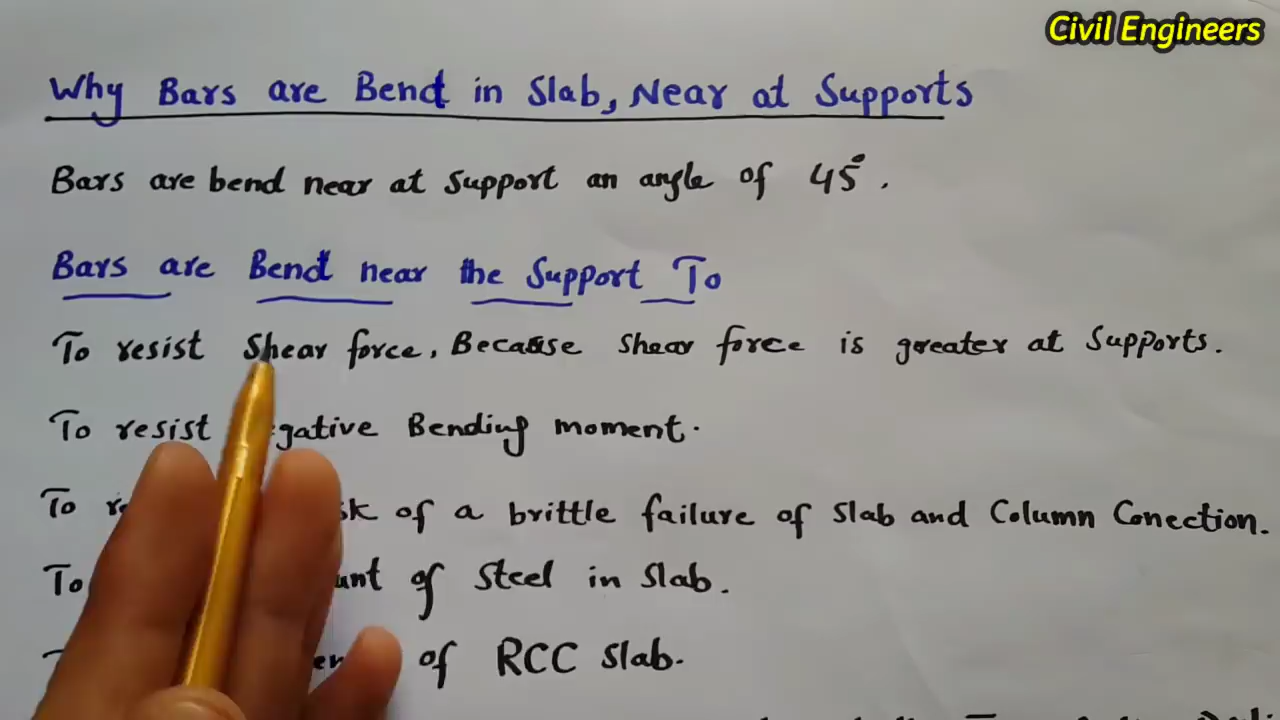 Civil Engineers
Why Bars are Bend in Slab, Near at Supports
Bars are bend near at Support an angle of 45°.
Bars are Bend near the Support To
To resist Shear force, Because Shear force is greater at Supports.
To resist Bending moment.
To of a brittle failure of Slab and Column Conection.
To of Steel in Slab.
of RCC Slab.